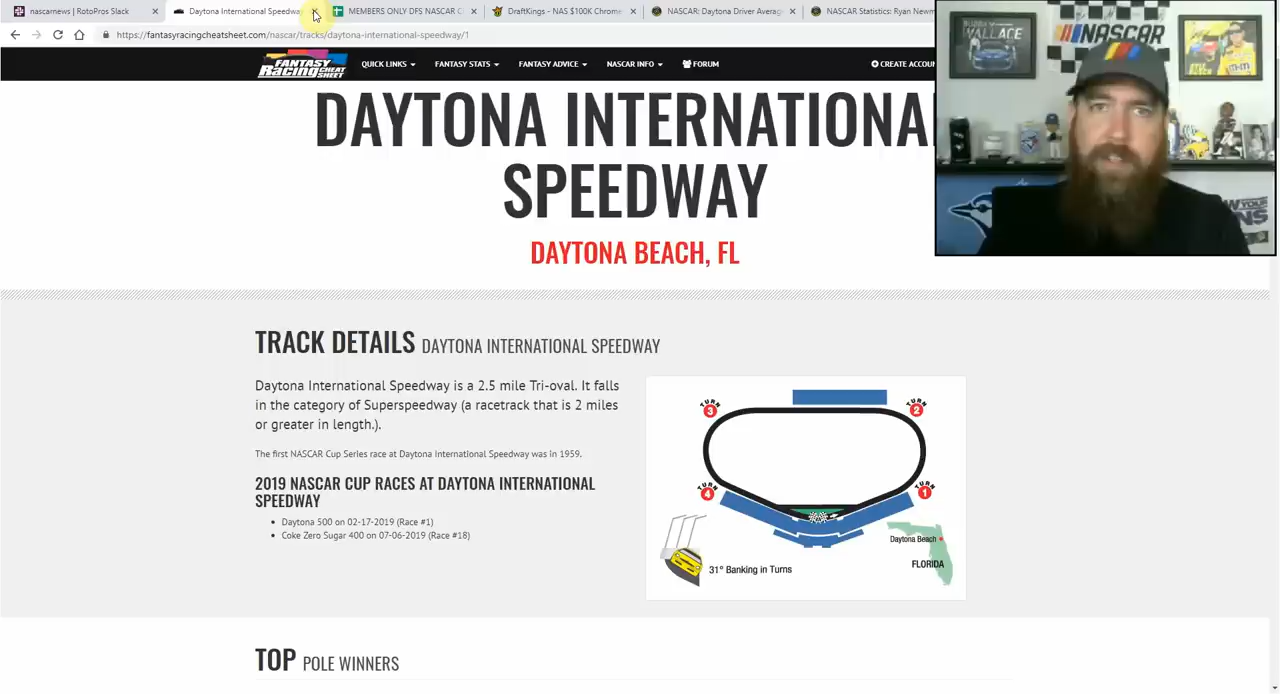 nascarnews | RotoPros Slack
Daytona International Speedway
MEMBERS ONLY DFS NASCAR C
DraftKings - NAS $100K Chrome
NASCAR: Daytona Driver Averag
NASCAR Statistics: Ryan Newm
https://fantasyracingcheatsheet.com/nascar/tracks/daytona-international-speedway/1
FANTASY
Racing CHEAT SHEET
QUICK LINKS
FANTASY STATS
FANTASY ADVICE
NASCAR INFO
FORUM
CREATE ACCOUN
BUBBA WALLACE
NASCAR
DAYTONA INTERNATIONA
SPEEDWAY
DAYTONA BEACH, FL
TRACK DETAILS DAYTONA INTERNATIONAL SPEEDWAY
Daytona International Speedway is a 2.5 mile Tri-oval. It falls
in the category of Superspeedway (a racetrack that is 2 miles
or greater in length.).
The first NASCAR Cup Series race at Daytona International Speedway was in 1959.
2019 NASCAR CUP RACES AT DAYTONA INTERNATIONAL
SPEEDWAY
Daytona 500 on 02-17-2019 (Race #1)
Coke Zero Sugar 400 on 07-06-2019 (Race #18)
TURN 3
TURN 2
TURN 4
TURN 1
Daytona Beach
FLORIDA
31° Banking in Turns
TOP POLE WINNERS